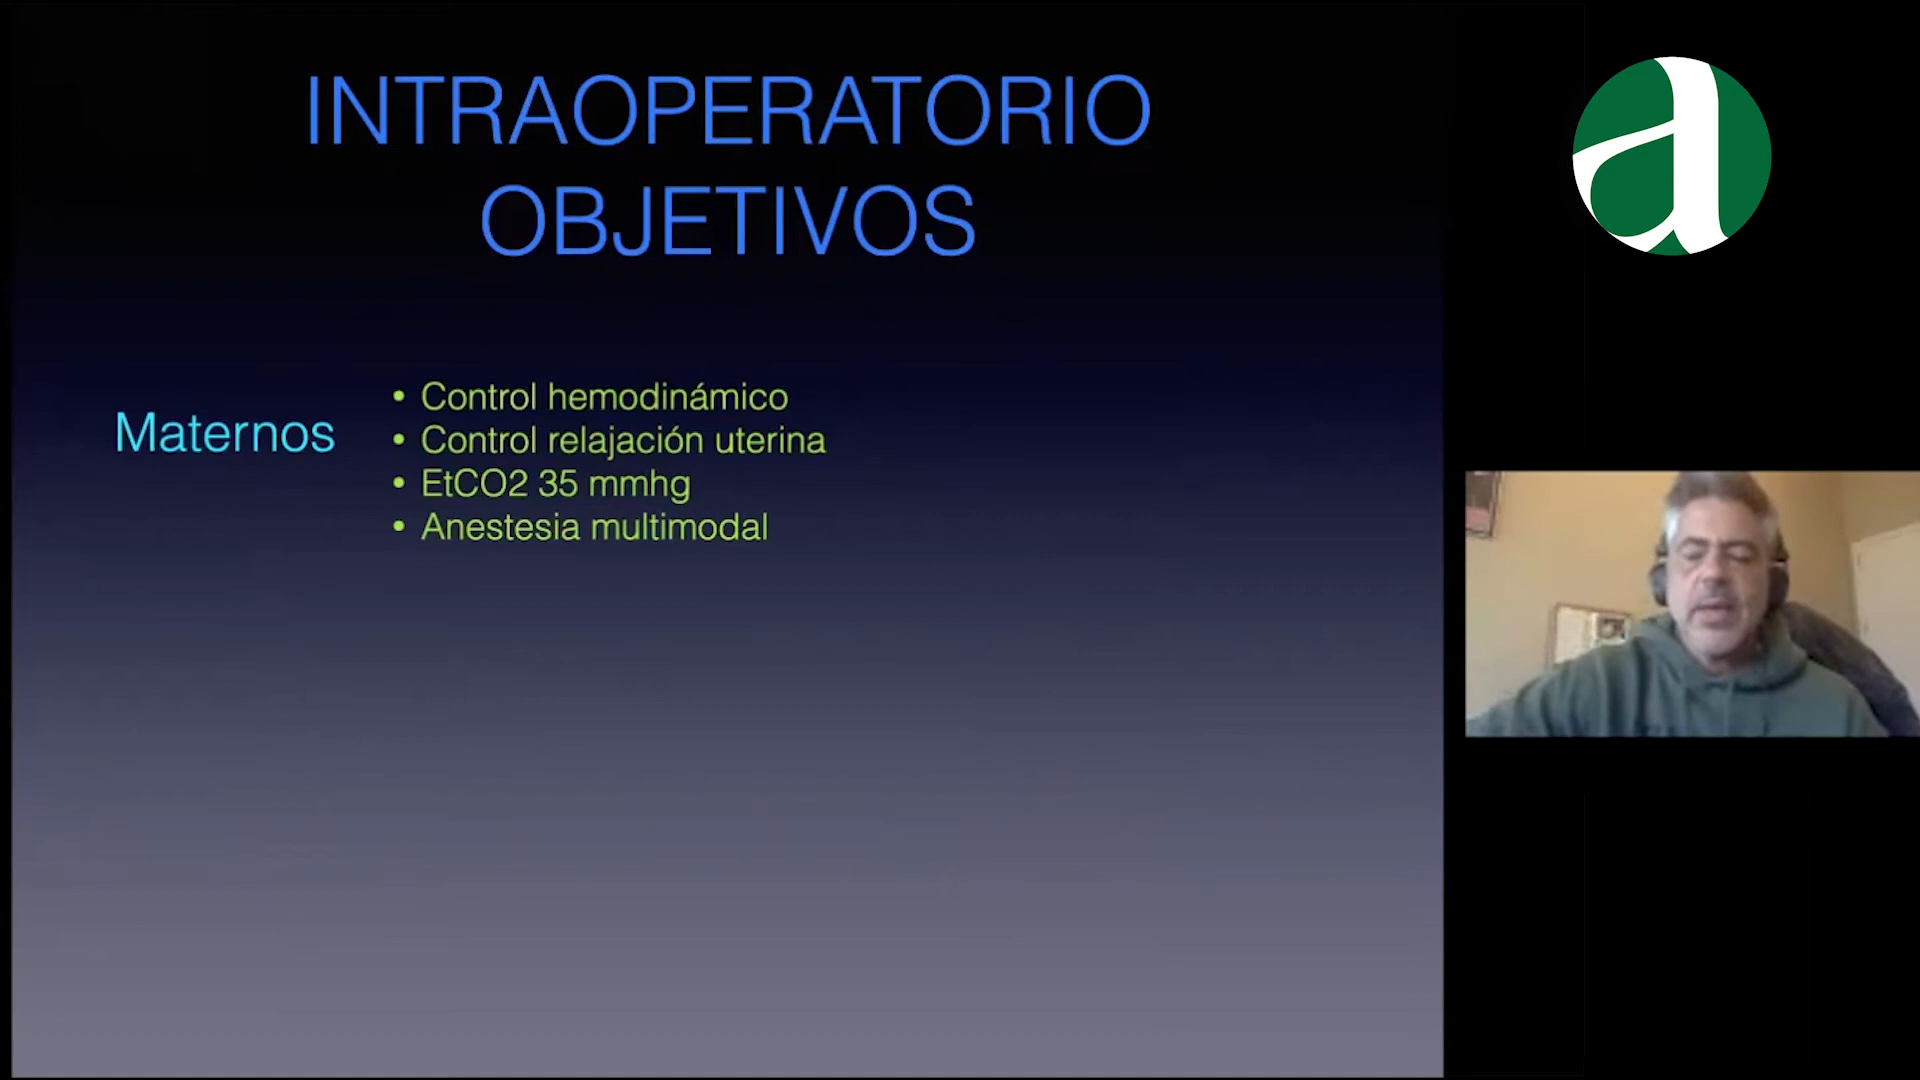 INTRAOPERATORIO
OBJETIVOS
Maternos
• Control hemodinámico
• Control relajación uterina
• EtCO2 35 mmhg
• Anestesia multimodal
a